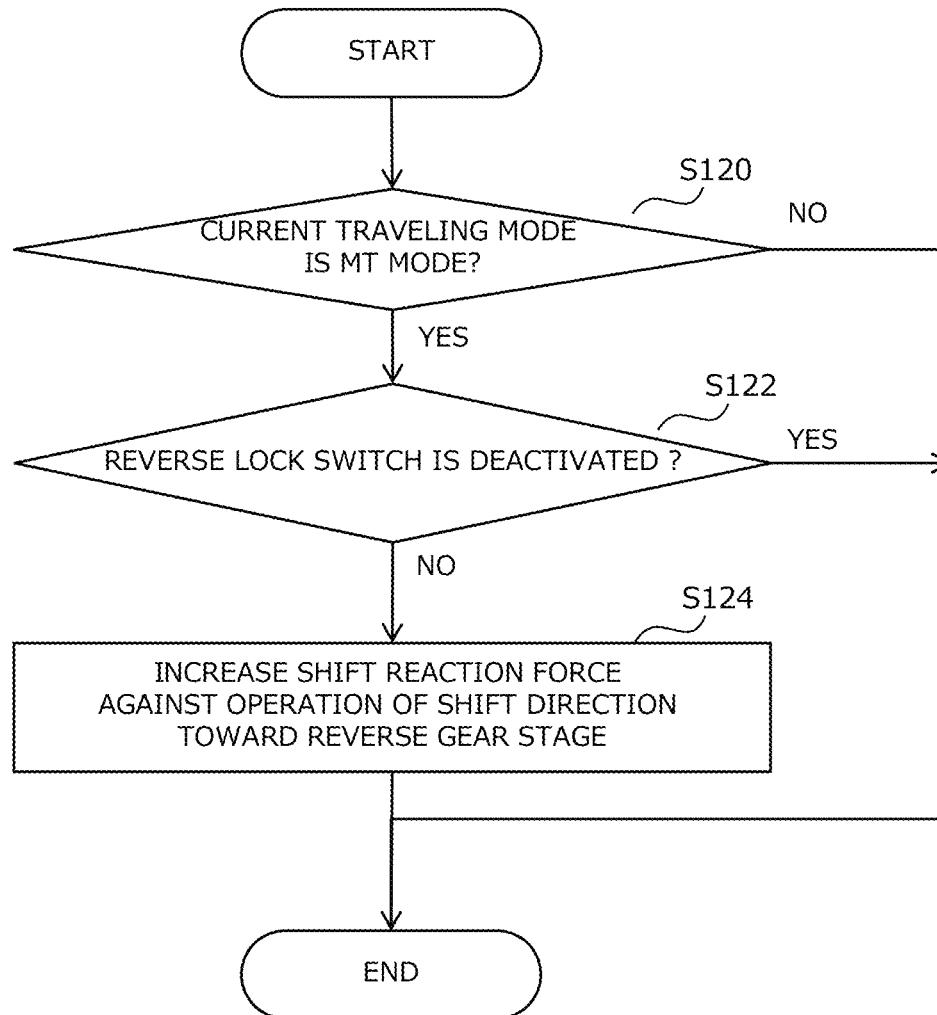 START
S120
CURRENT TRAVELING MODE
IS MT MODE?
NO
YES
S122
REVERSE LOCK SWITCH IS DEACTIVATED ?
YES
NO
S124
INCREASE SHIFT REACTION FORCE
AGAINST OPERATION OF SHIFT DIRECTION
TOWARD REVERSE GEAR STAGE
END